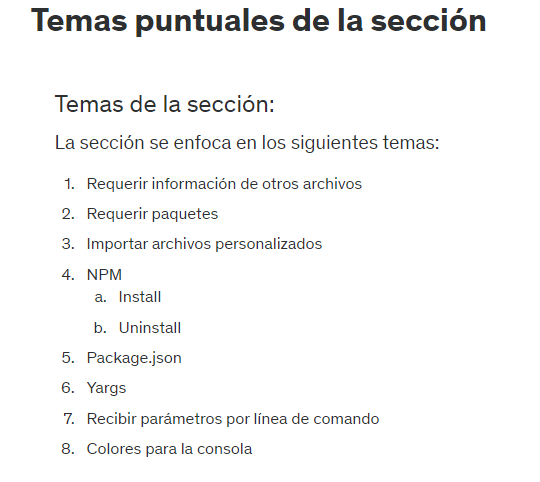 Temas puntuales de la sección
Temas de la sección:
La sección se enfoca en los siguientes temas:
1. Requerir información de otros archivos
2. Requerir paquetes
3. Importar archivos personalizados
4. NPM
a. Install
b. Uninstall
5. Package.json
6. Yargs
7. Recibir parámetros por línea de comando
8. Colores para la consola